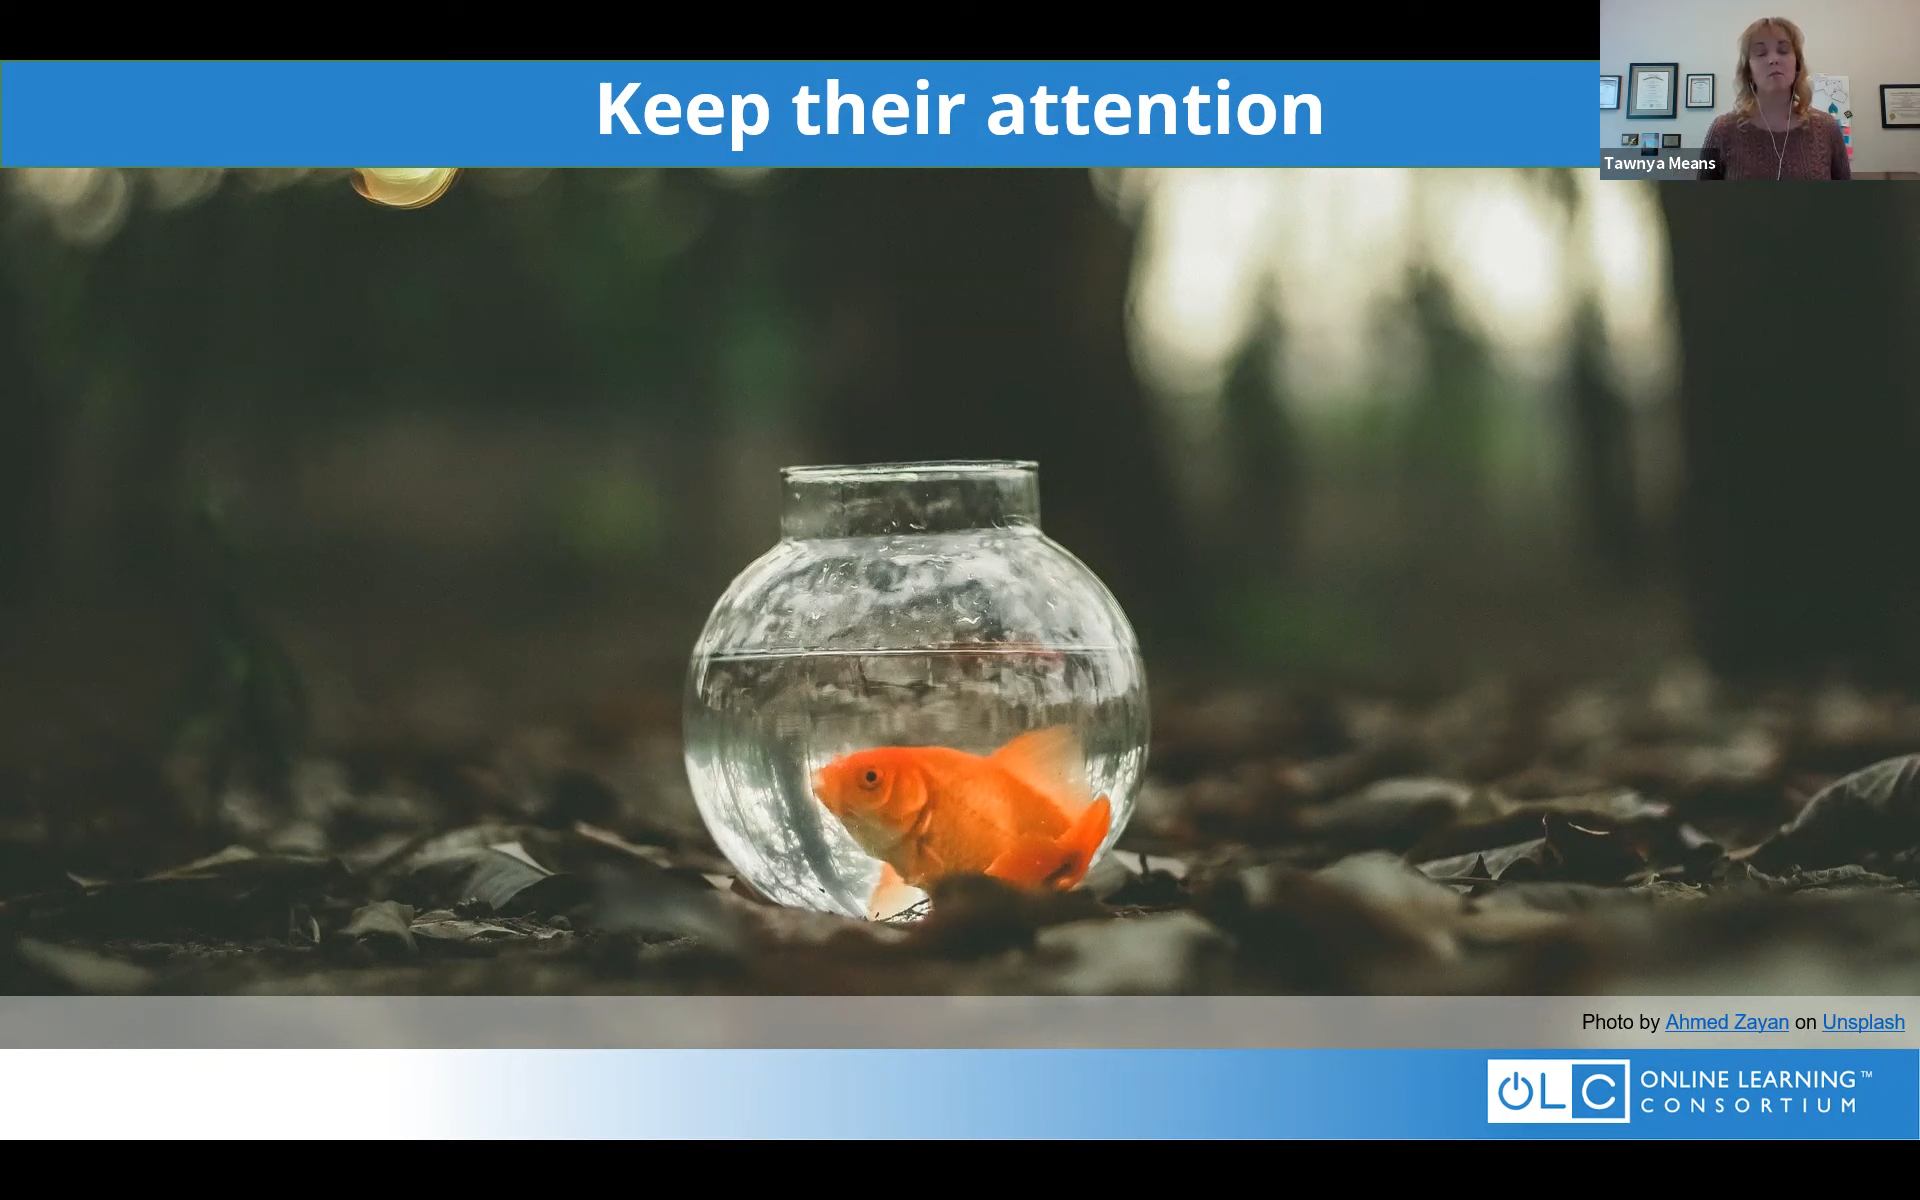 Keep their attention
Tawnya Means
Photo by Ahmed Zayan on Unsplash
OLC ONLINE LEARNING™
CONSORTIUM